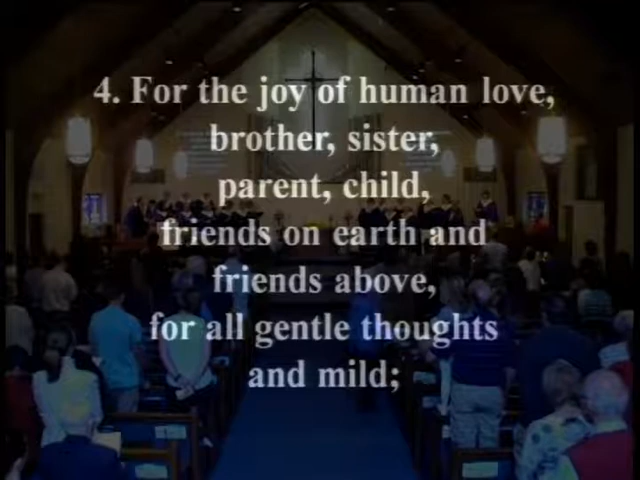 4. For the joy of human love,
brother, sister,
parent, child,
friends on earth and
friends above,
for all gentle thoughts
and mild;